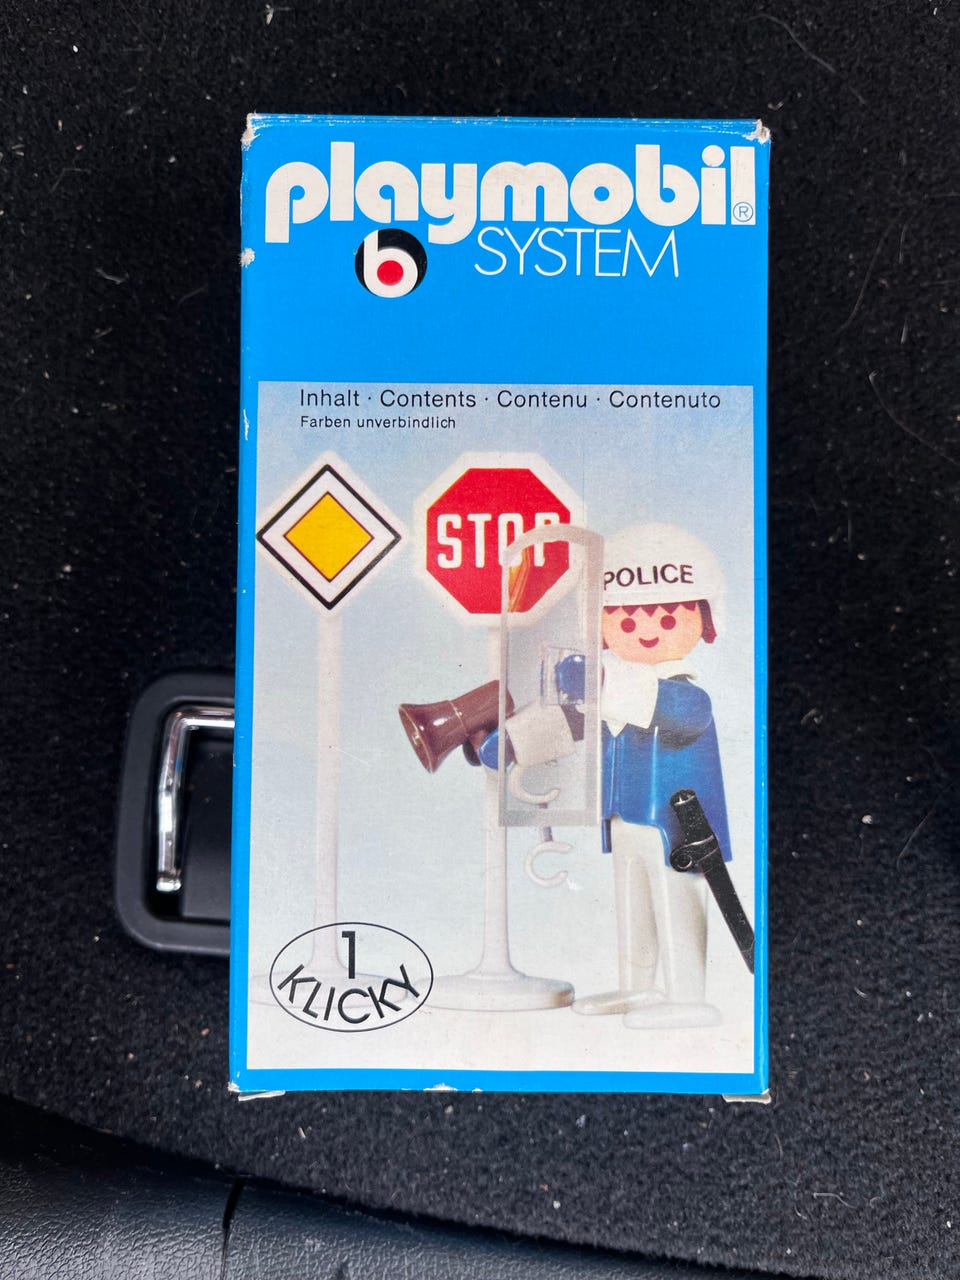 playmobil®
b SYSTEM
Inhalt · Contents · Contenu · Contenuto
Farben unverbindlich
STOP
POLICE
1
KLICKY